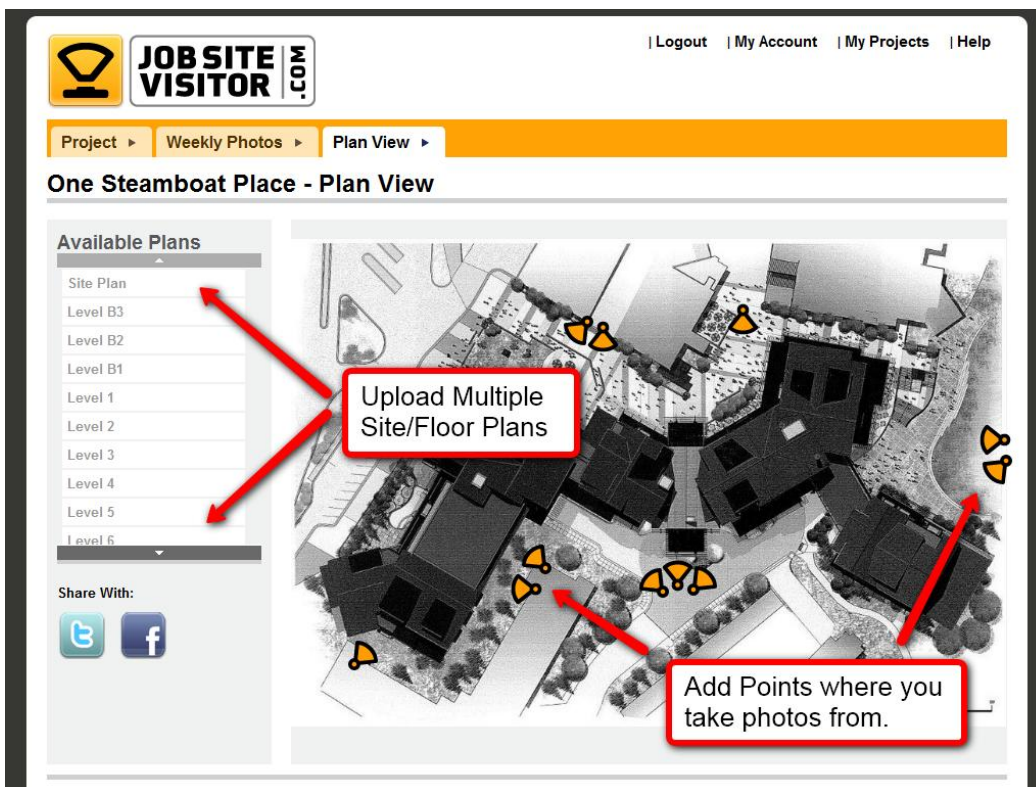 JOB SITE
VISITOR
.COM
| Logout | My Account | My Projects | Help
Project ▸ Weekly Photos ▸ Plan View ▸
One Steamboat Place - Plan View
Available Plans
Site Plan
Level B3
Level B2
Level B1
Level 1
Level 2
Level 3
Level 4
Level 5
Level 6
Share With:
Upload Multiple
Site/Floor Plans
Add Points where you
take photos from.